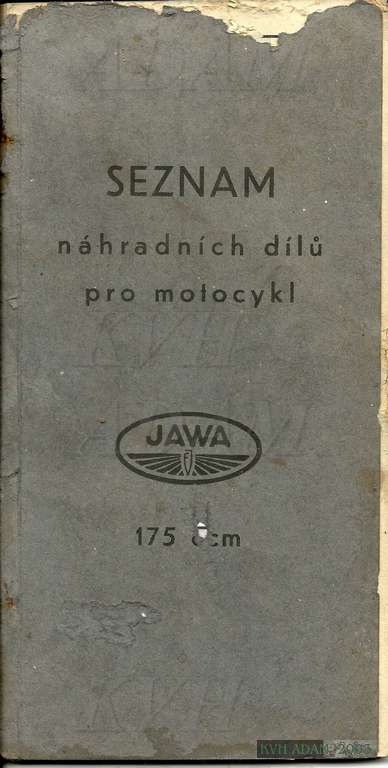 SEZNAM
náhradních dílů
pro motocykl
JAWA
175 ccm
KVH ADAM 2005